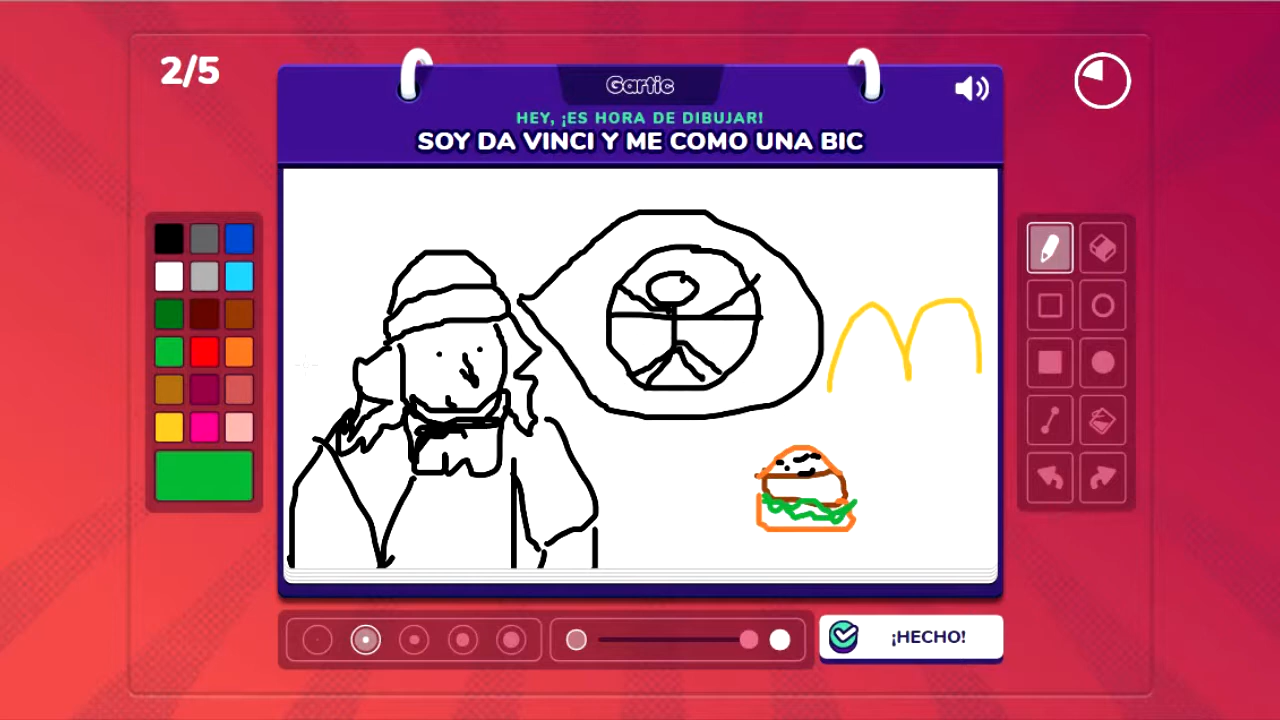 2/5
Gartic
HEY, ¡ES HORA DE DIBUJAR!
SOY DA VINCI Y ME COMO UNA BIC
¡HECHO!